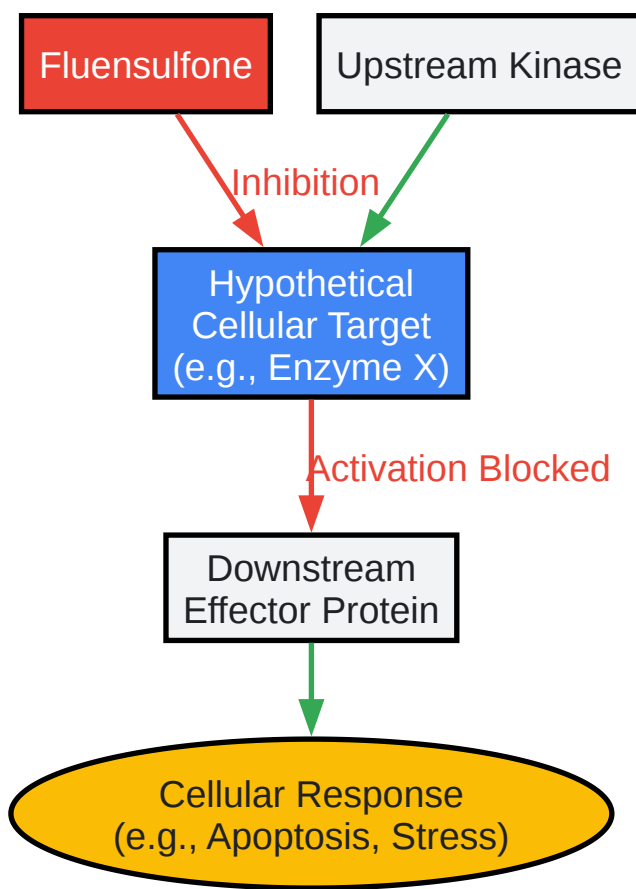 Fluensulfone
Upstream Kinase
Inhibition
Hypothetical
Cellular Target
(e.g., Enzyme X)
Activation Blocked
Downstream
Effector Protein
Cellular Response
(e.g., Apoptosis, Stress)